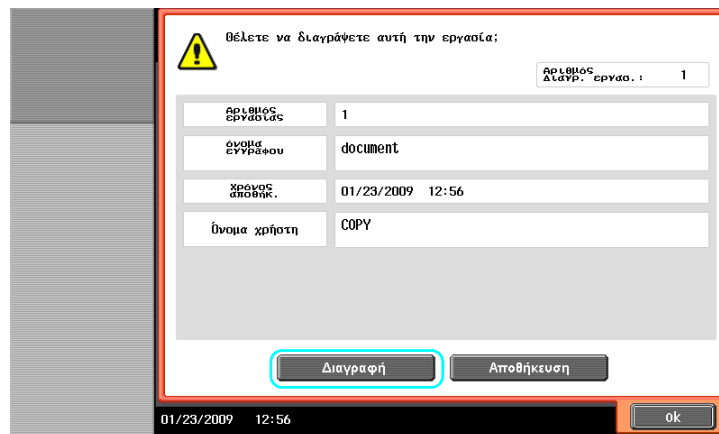 θέλετε να διαγράψετε αυτή την εργασία;
Αριθμός
Διαγρ. εργασ.: 1
Αριθμός
εργασίας
1
όνομα
εγγράφου
document
Χρόνος
αποθήκ.
01/23/2009 12:56
Όνομα χρήστη
COPY
Διαγραφή Αποθήκευση
01/23/2009 12:56
ok